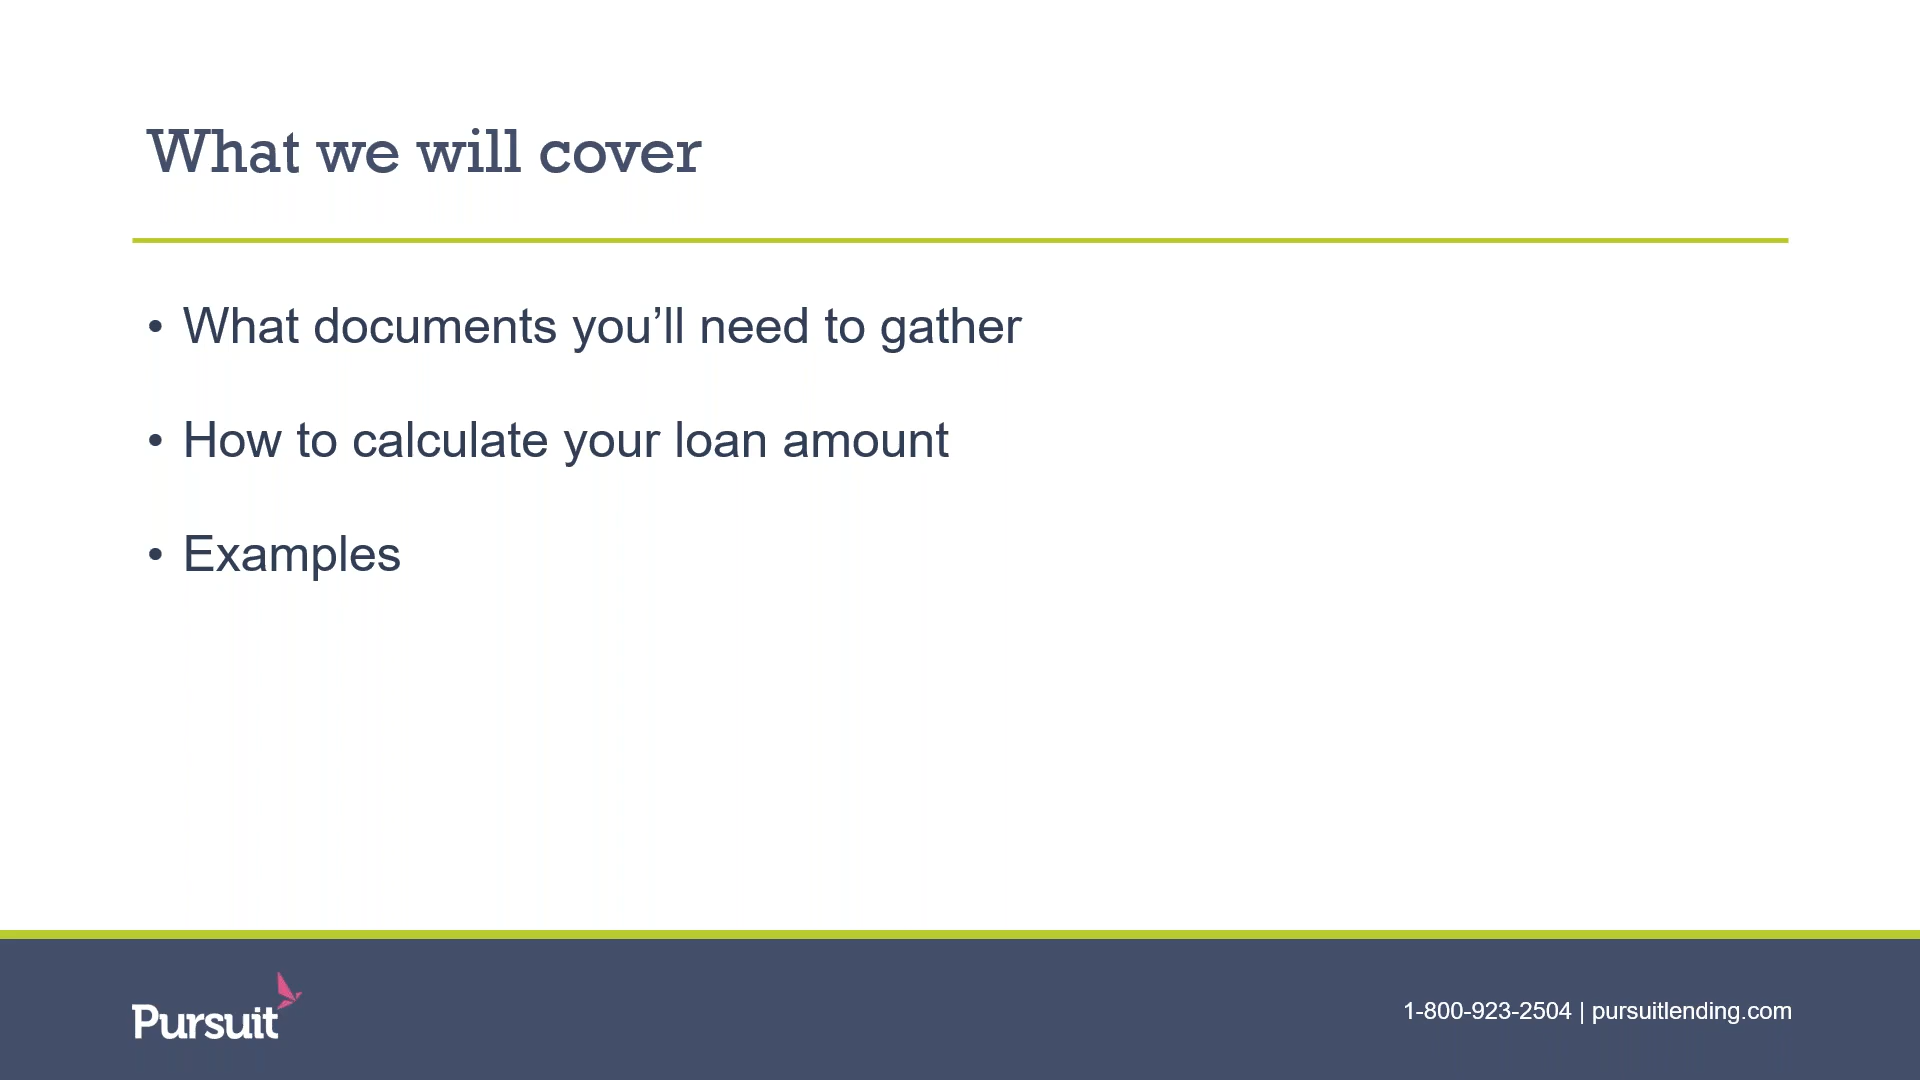 What we will cover
• What documents you’ll need to gather
• How to calculate your loan amount
• Examples
Pursuit
1-800-923-2504 | pursuitlending.com